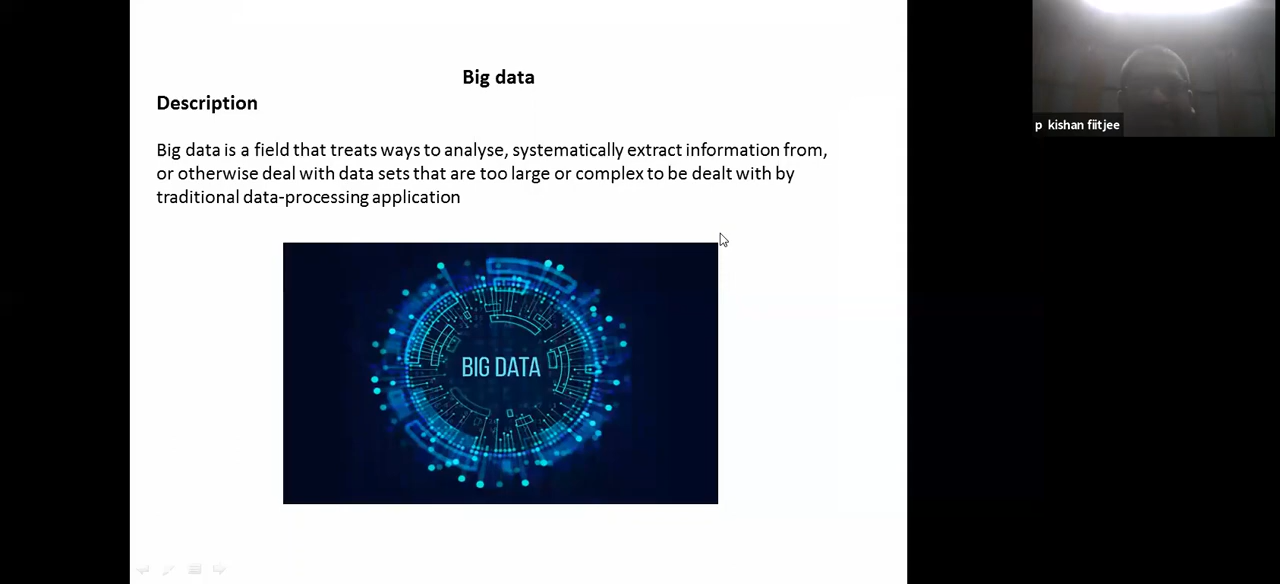 Big data
Description
Big data is a field that treats ways to analyse, systematically extract information from,
or otherwise deal with data sets that are too large or complex to be dealt with by
traditional data-processing application
BIG DATA
p kishan fiitjee